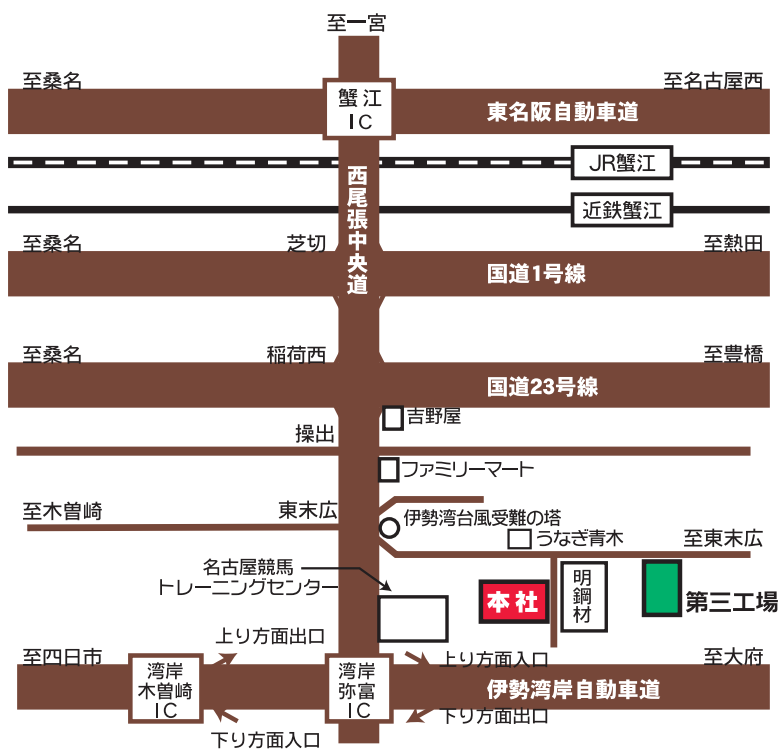 至一宮
至桑名
至名古屋西
蟹江
IC
東名阪自動車道
JR蟹江
西尾張中央道
近鉄蟹江
至桑名
芝切
至熱田
国道1号線
至桑名
稲荷西
至豊橋
国道23号線
吉野屋
操出
ファミリーマート
至木曽崎
東末広
伊勢湾台風受難の塔
うなぎ青木
至東末広
名古屋競馬
トレーニングセンター
本社
明鋼材
第三工場
上り方面出口
至四日市
湾岸
木曽崎
IC
湾岸
弥富
IC
上り方面入口
至大府
伊勢湾岸自動車道
下り方面出口
下り方面入口